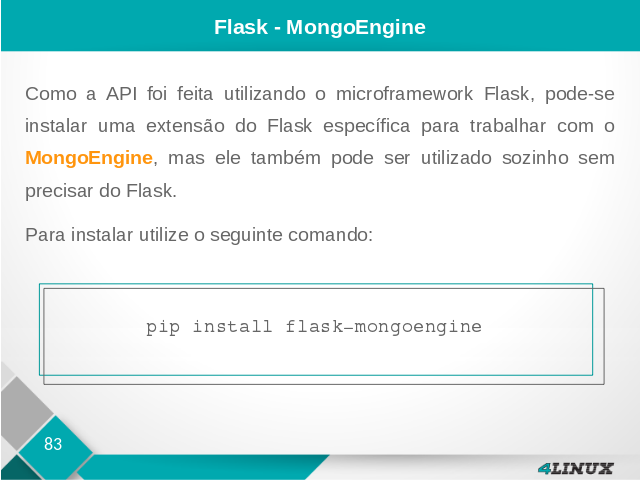 Flask - MongoEngine
Como a API foi feita utilizando o microframework Flask, pode-se
instalar uma extensão do Flask específica para trabalhar com o
MongoEngine, mas ele também pode ser utilizado sozinho sem
precisar do Flask.
Para instalar utilize o seguinte comando:
pip install flask-mongoengine
83
4LINUX